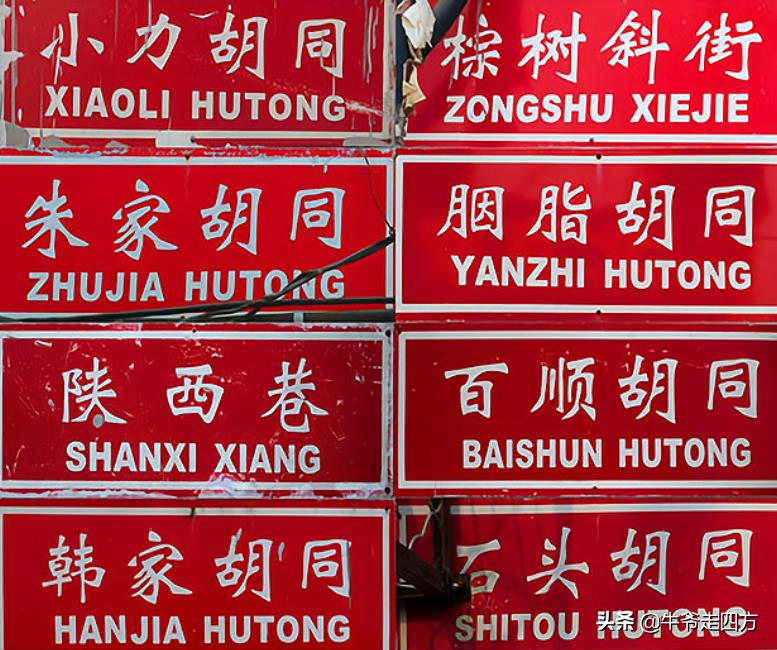 小力胡同
XIAOLI HUTONG
棕树斜街
ZONGSHU XIEJIE
朱家胡同
ZHUJIA HUTONG
胭脂胡同
YANZHI HUTONG
陕西巷
SHANXI XIANG
百顺胡同
BAISHUN HUTONG
韩家胡同
HANJIA HUTONG
石头胡同
SHITOU HUTONG
头条 @牛爷走四方